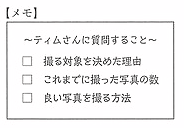 【メモ】
～ティムさんに質問すること～
□ 撮る対象を決めた理由
□ これまでに撮った写真の数
□ 良い写真を撮る方法